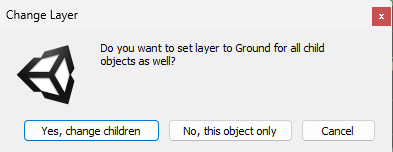 Change Layer
Do you want to set layer to Ground for all child
objects as well?
Yes, change children
No, this object only
Cancel